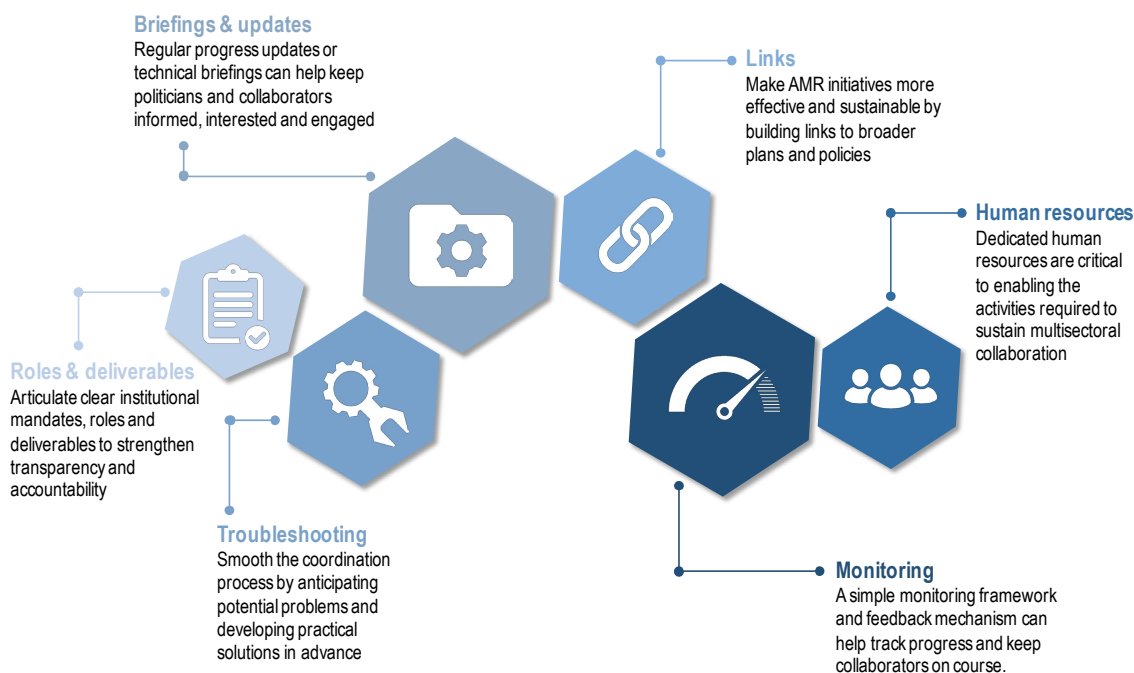 Briefings & updates
Regular progress updates or
technical briefings can help keep
politicians and collaborators
informed, interested and engaged
Links
Make AMR initiatives more
effective and sustainable by
building links to broader
plans and policies
Human resources
Dedicated human
resources are critical
to enabling the
activities required to
sustain multisectoral
collaboration
Roles & deliverables
Articulate clear institutional
mandates, roles and
deliverables to strengthen
transparency and
accountability
Troubleshooting
Smooth the coordination
process by anticipating
potential problems and
developing practical
solutions in advance
Monitoring
A simple monitoring framework
and feedback mechanism can
help track progress and keep
collaborators on course.